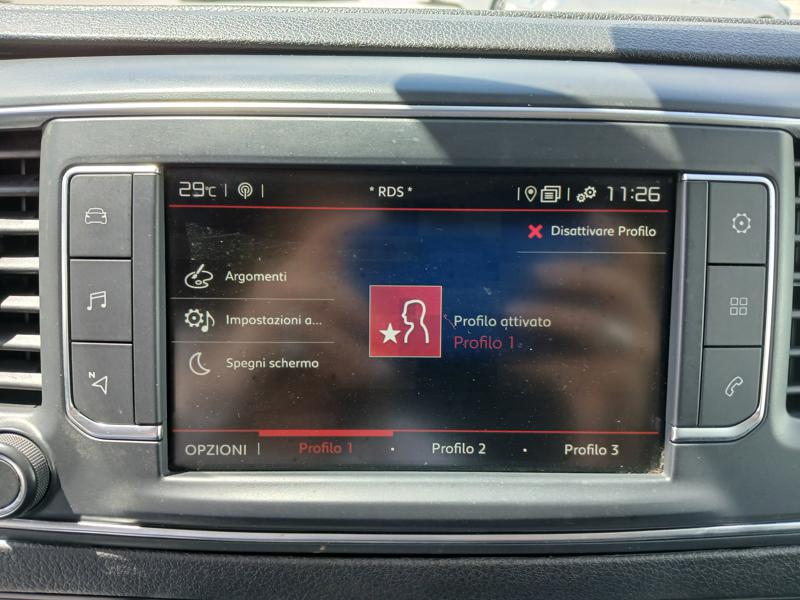 29°C | | * RDS * | | 11:26
Disattivare Profilo
Argomenti
Impostazioni a...
Spegni schermo
Profilo attivato
Profilo 1
OPZIONI | Profilo 1 • Profilo 2 • Profilo 3
N